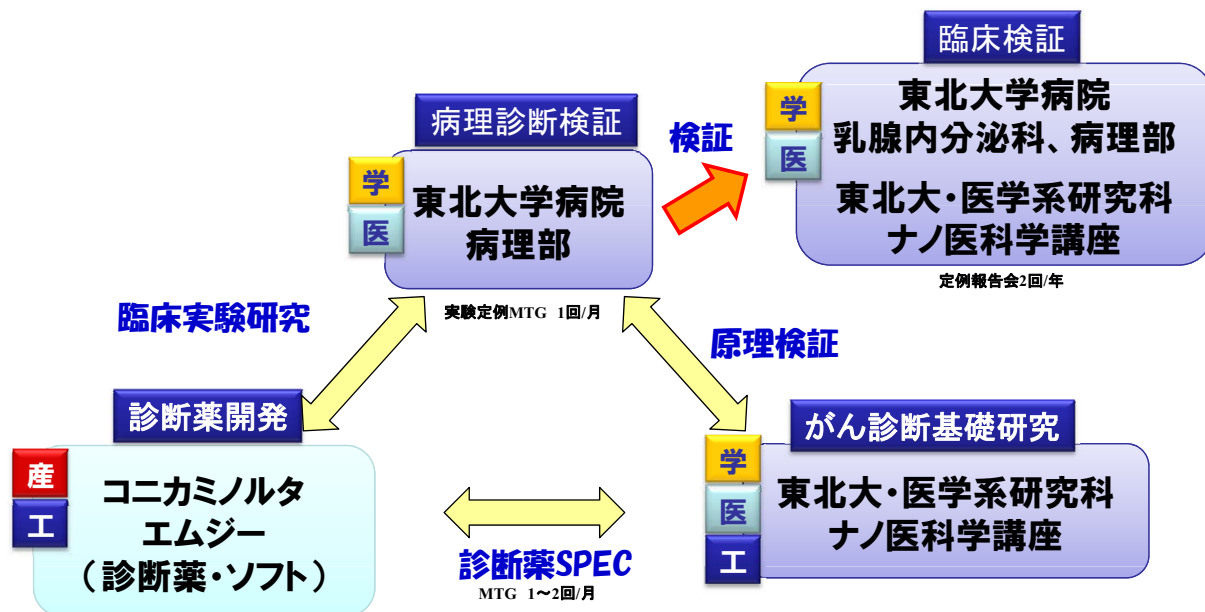 臨床検証
学
医
東北大学病院
乳腺内分泌科、病理部
東北大・医学系研究科
ナノ医科学講座
定例報告会2回/年
病理診断検証
学
医
東北大学病院
病理部
検証
実験定例MTG 1回/月
臨床実験研究
原理検証
診断薬開発
産
工
コニカミノルタ
エムジー
（診断薬・ソフト）
診断薬SPEC
MTG 1～2回/月
がん診断基礎研究
学
医
工
東北大・医学系研究科
ナノ医科学講座